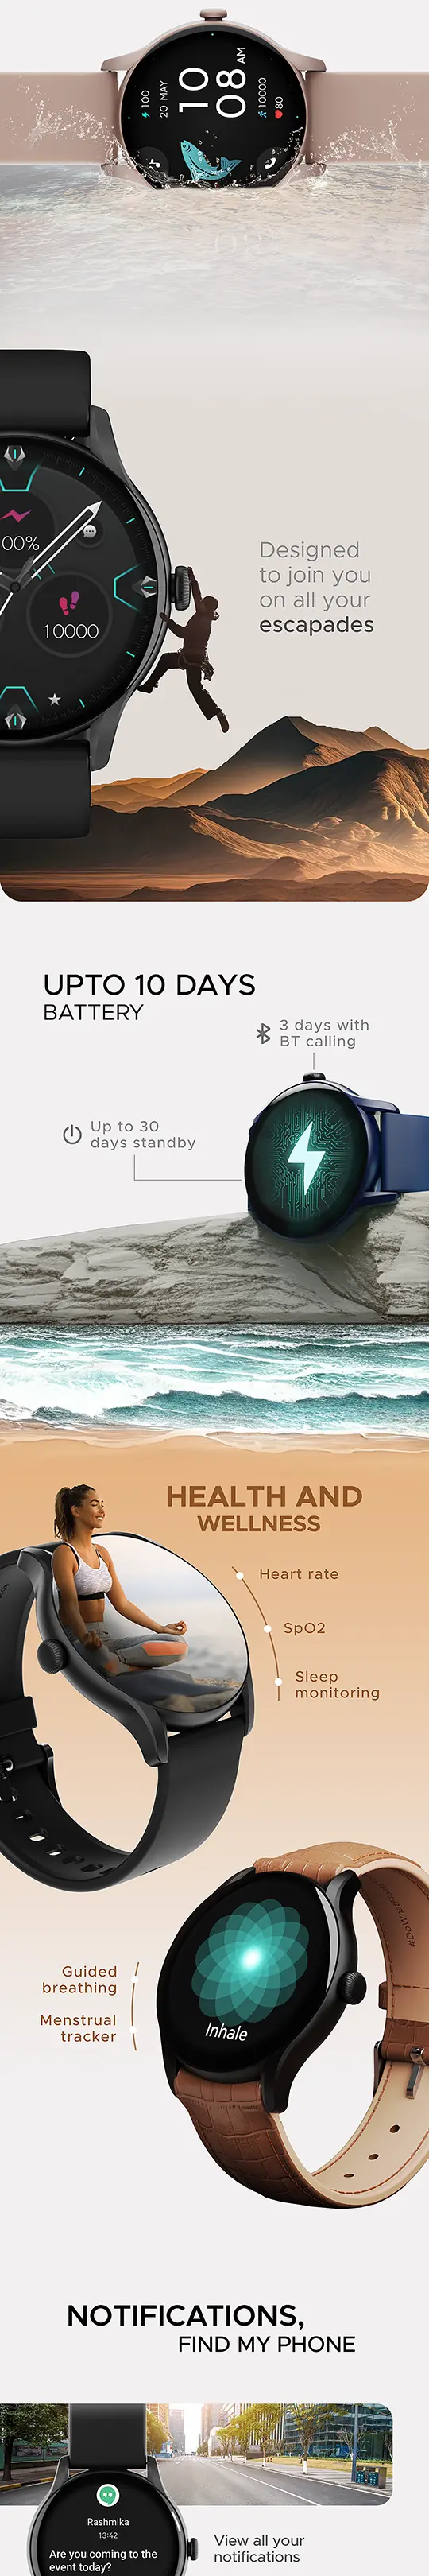 100
20 MAY
10
08 AM
10000
80
00%
10000
Designed
to join you
on all your
escapades
UPTO 10 DAYS
BATTERY
3 days with
BT calling
Up to 30
days standby
HEALTH AND
WELLNESS
Heart rate
SpO2
Sleep
monitoring
Guided
breathing
Menstrual
tracker
Inhale
NOTIFICATIONS,
FIND MY PHONE
Rashmika
13:42
Are you coming to the
event today?
View all your
notifications